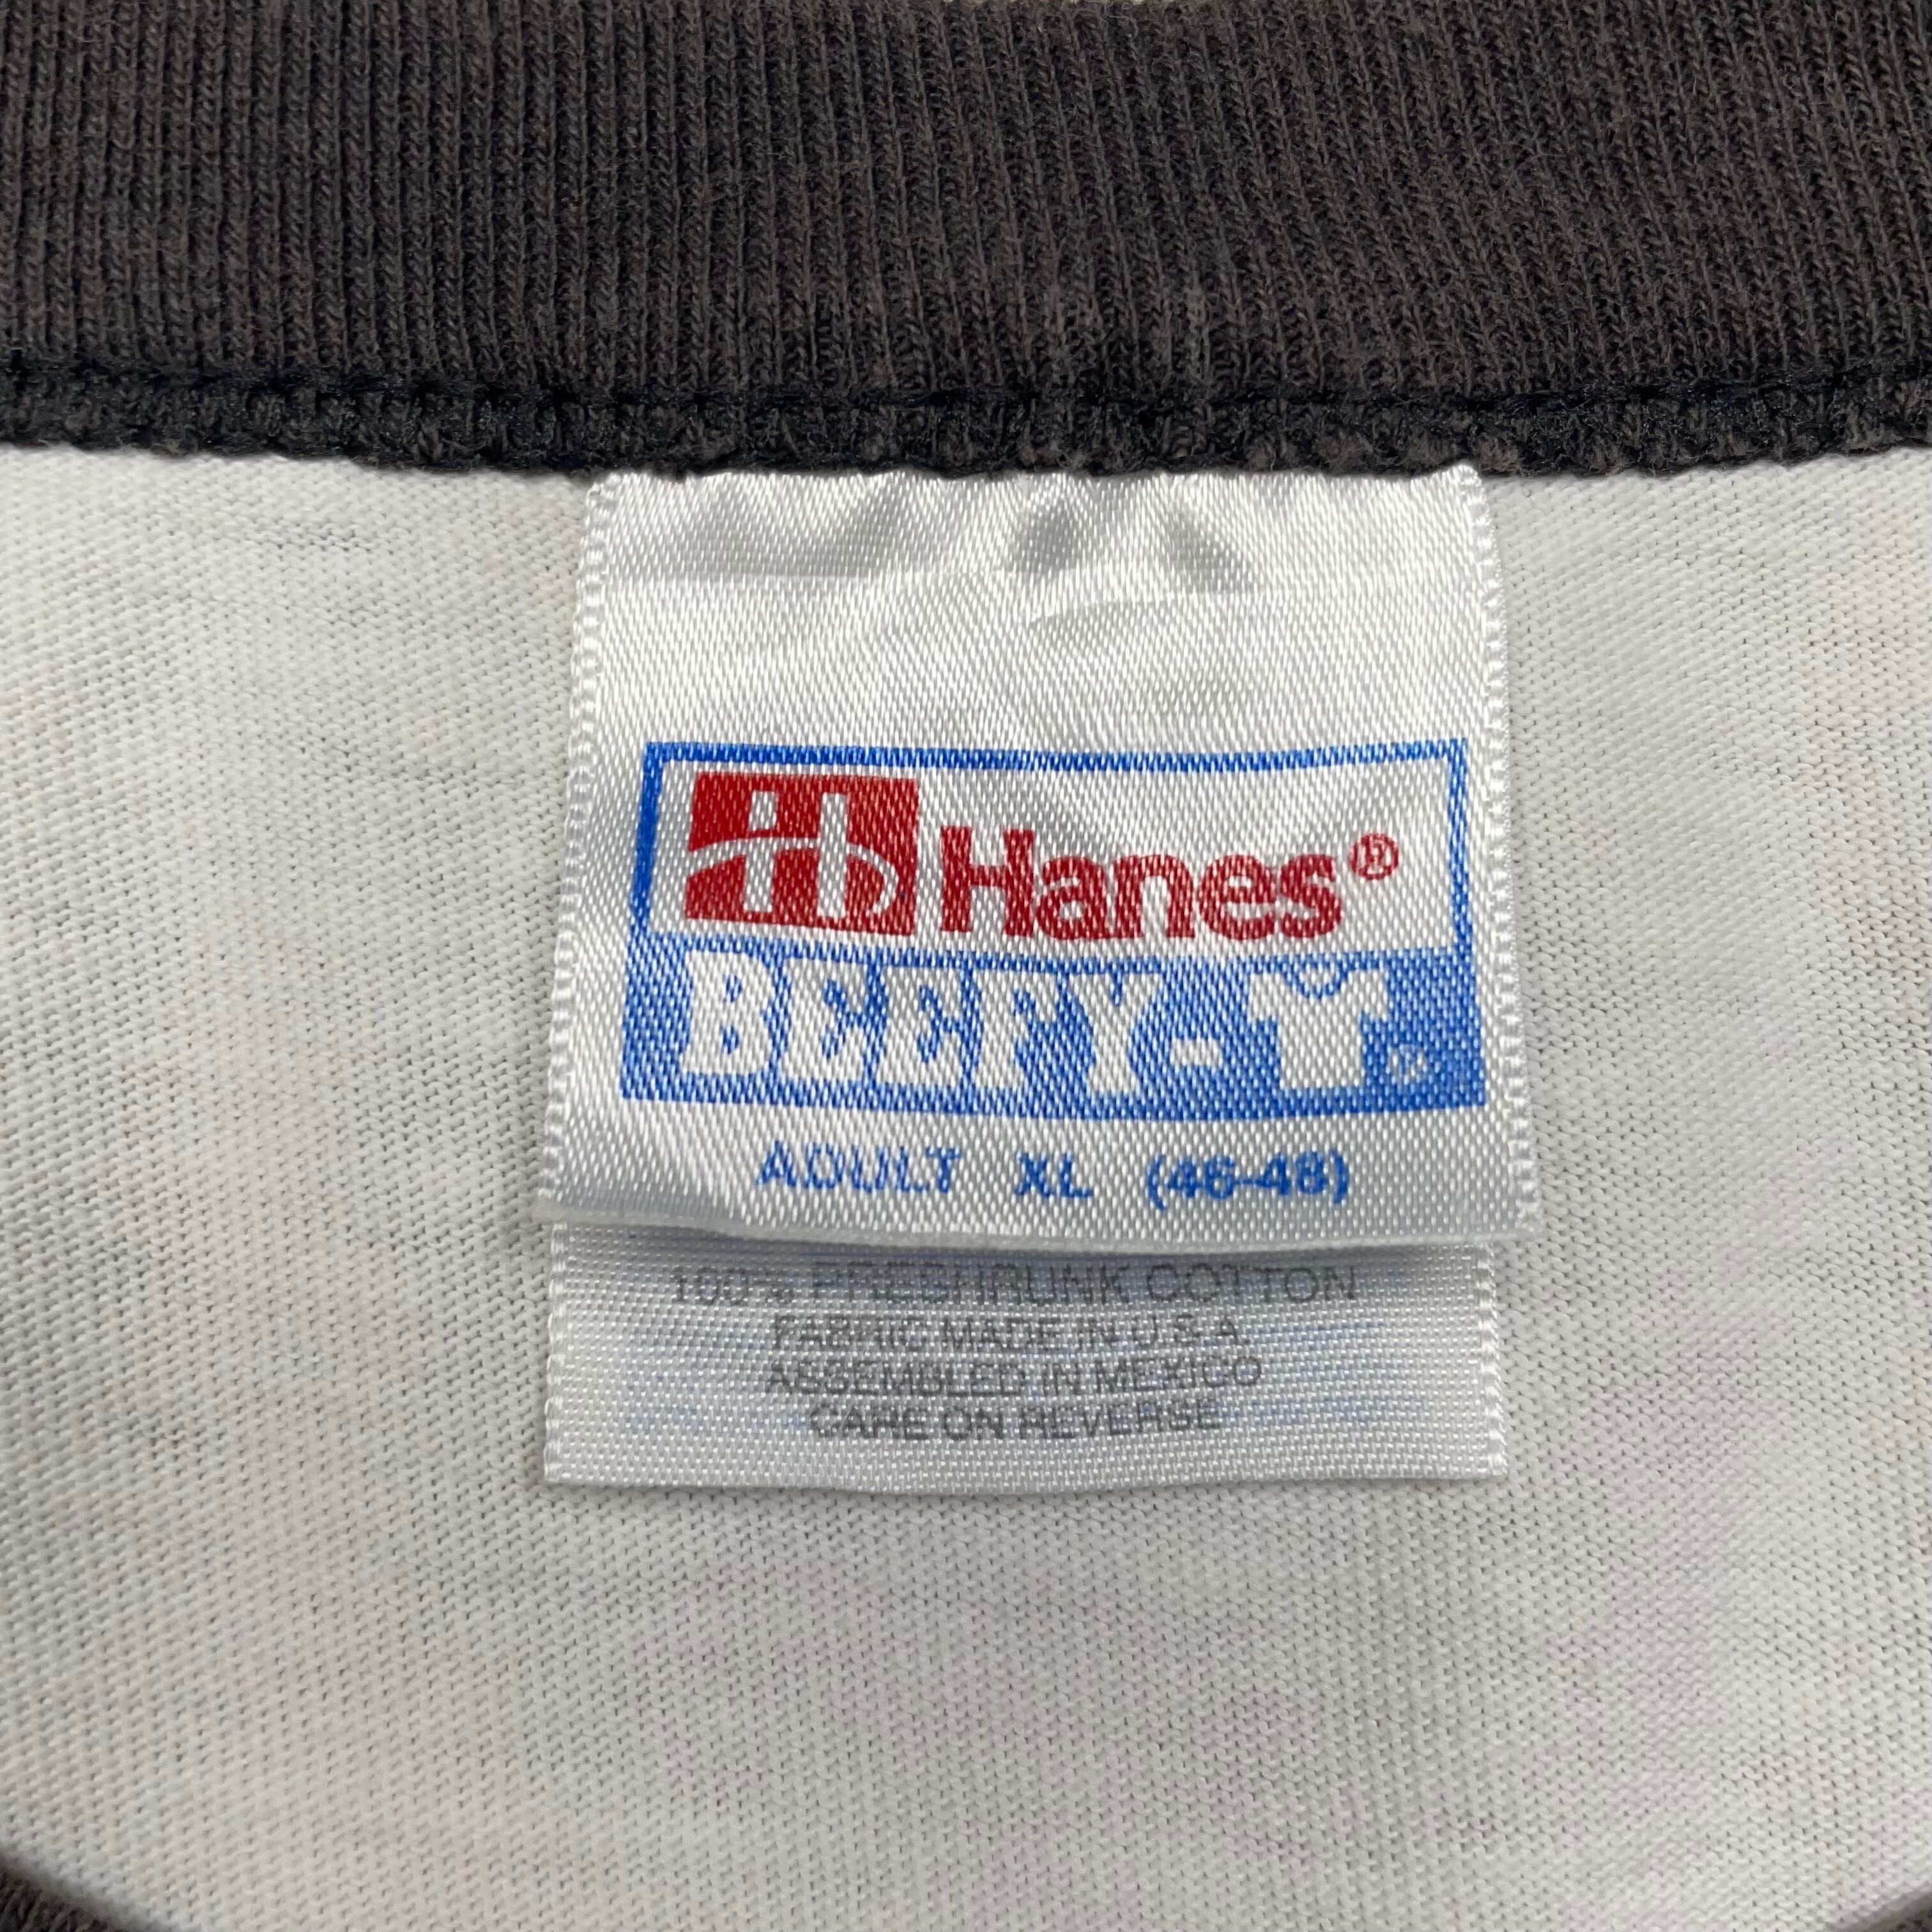 Hanes®
BEEFY-T®
ADULT XL (46-48)
100% PRESHRUNK COTTON
FABRIC MADE IN U.S.A.
ASSEMBLED IN MEXICO
CARE ON REVERSE